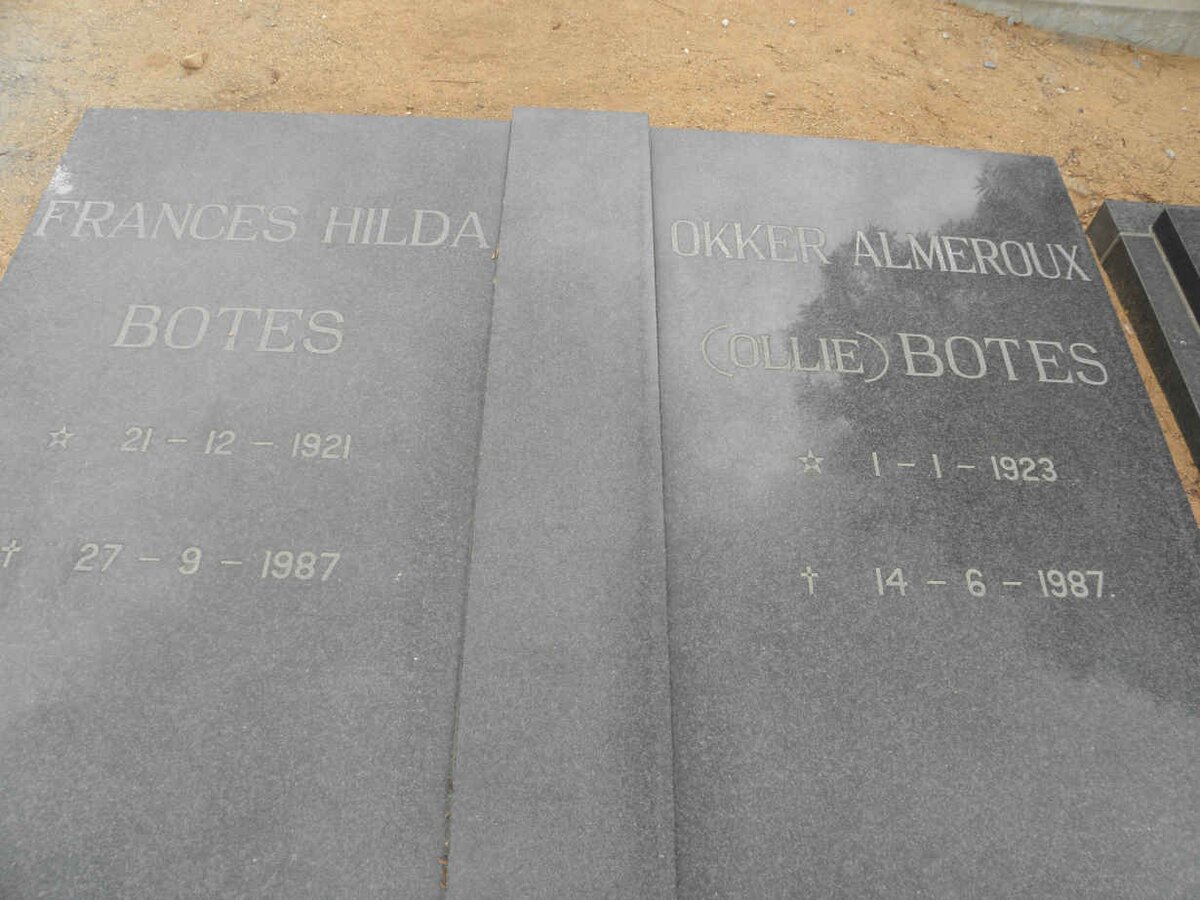 FRANCES HILDA
BOTES
☆ 21 - 12 - 1921
† 27 - 9 - 1987
OKKER ALMEROUX
(OLLIE) BOTES
☆ 1 - 1 - 1923
† 14 - 6 - 1987.